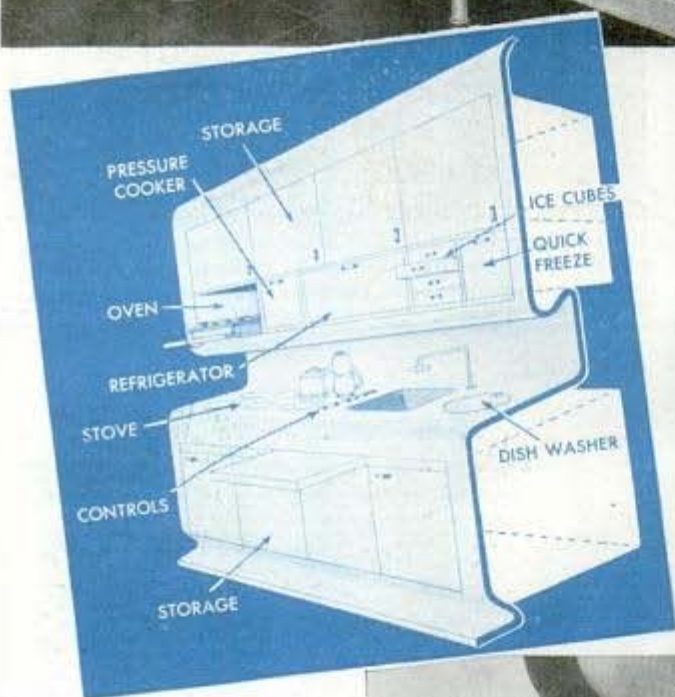 STORAGE
PRESSURE
COOKER
ICE CUBES
QUICK
FREEZE
OVEN
REFRIGERATOR
STOVE
DISH WASHER
CONTROLS
STORAGE